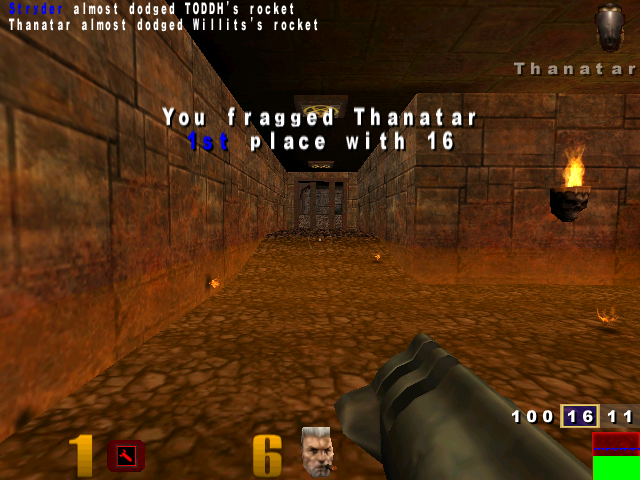 Stryder almost dodged TODDH's rocket
Thanatar almost dodged Willits's rocket
Thanatar
You fragged Thanatar
1st place with 16
100 16 11
1 6